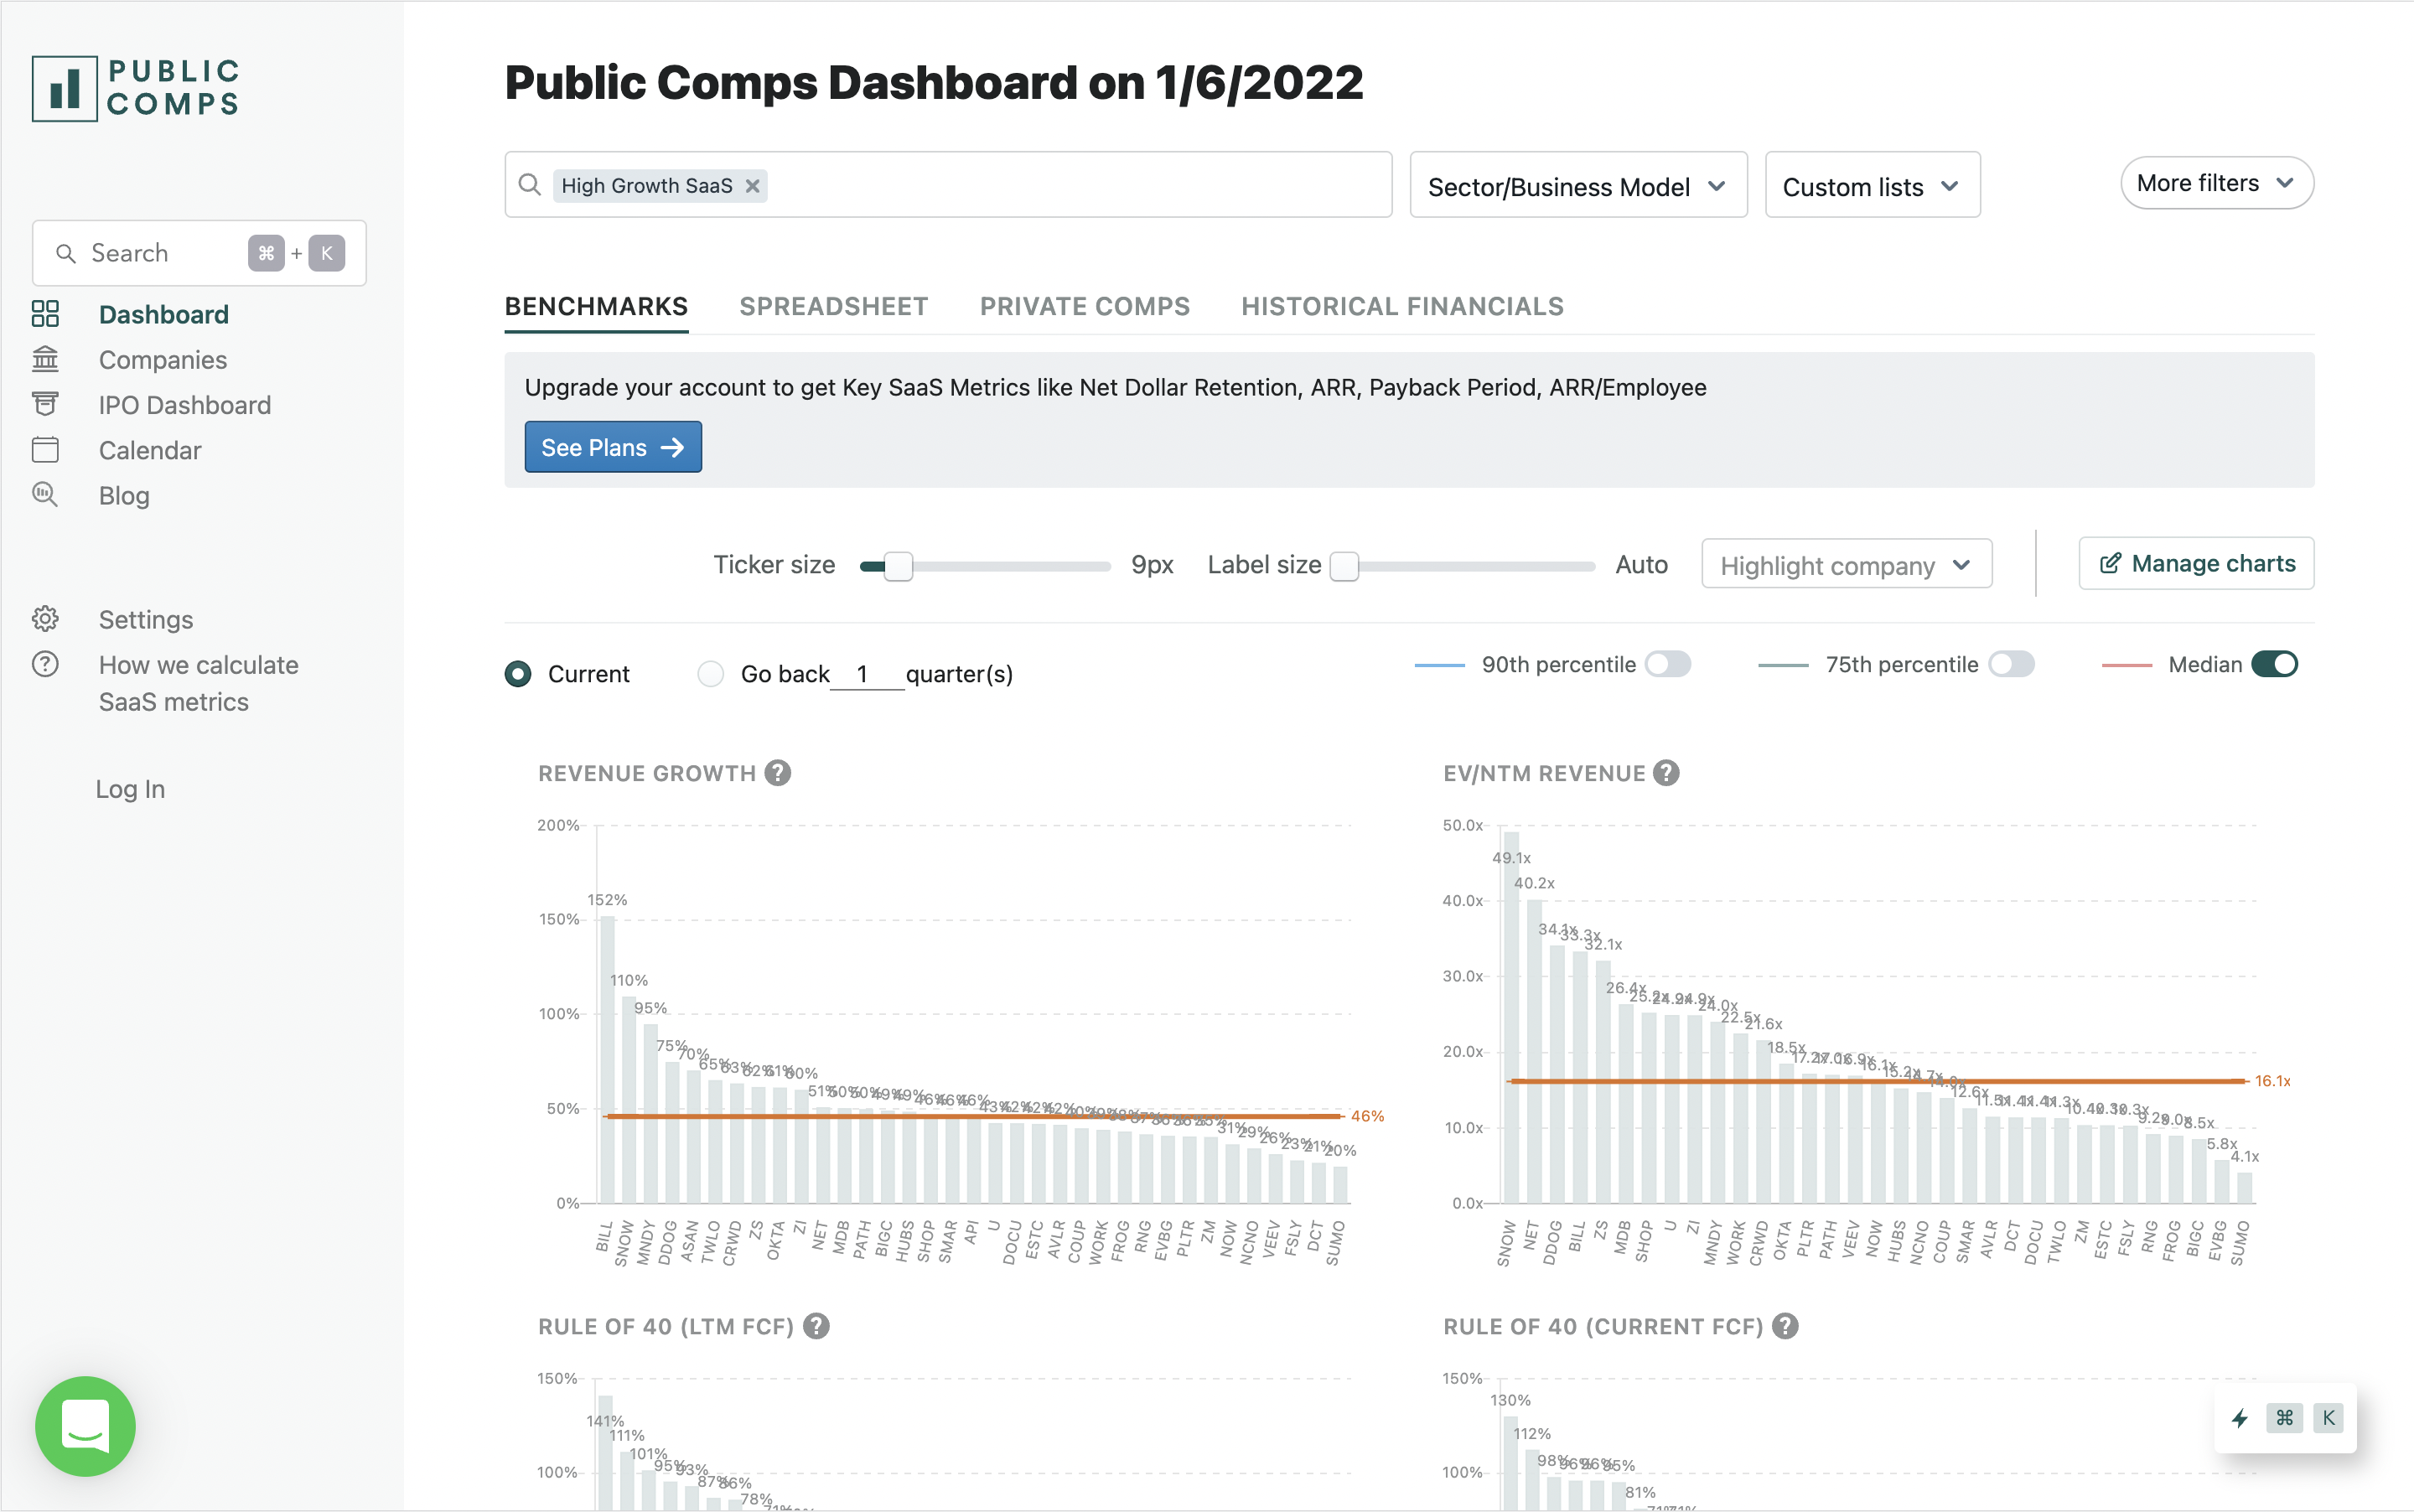 PUBLIC
COMPS
Search ⌘ + K
Dashboard
Companies
IPO Dashboard
Calendar
Blog
Settings
How we calculate
SaaS metrics
Log In
Public Comps Dashboard on 1/6/2022
High Growth SaaS
Sector/Business Model
Custom lists
More filters
BENCHMARKS SPREADSHEET PRIVATE COMPS HISTORICAL FINANCIALS
Upgrade your account to get Key SaaS Metrics like Net Dollar Retention, ARR, Payback Period, ARR/Employee
See Plans
Ticker size 9px Label size Auto Highlight company Manage charts
Current Go back 1 quarter(s) 90th percentile 75th percentile Median
REVENUE GROWTH
200%
150%
100%
50%
0%
152%
110%
95%
75%
70%
65%
63%
62%
61%
60%
51%
50%
50%
49%
49%
46%
46%
46%
43%
42%
42%
42%
40%
39%
31%
29%
26%
23%
21%
20%
46%
BILL SNOW MNDY DDOG ASAN TWLO CRWD ZS OKTA ZI NET MDB PATH BIGC HUBS SHOP SMAR API U DOCU ESTC AVLR COUP WORK FROG RNG EVBG PLTR ZM NOW NCNO VEEV FSLY DCT SUMO
EV/NTM REVENUE
50.0x
40.0x
30.0x
20.0x
10.0x
0.0x
49.1x
40.2x
34.1x
33.3x
32.1x
26.4x
25.2x
24.9x
24.9x
24.0x
22.5x
21.6x
18.5x
17.2x
17.0x
16.9x
16.1x
15.2x
14.7x
14.0x
12.6x
11.5x
11.4x
11.4x
11.3x
10.4x
10.3x
10.3x
9.2x
9.0x
8.5x
5.8x
4.1x
16.1x
SNOW NET DDOG BILL ZS MDB SHOP U ZI MNDY WORK CRWD OKTA PLTR PATH VEEV NOW HUBS NCNO COUP SMAR AVLR DCT DOCU TWLO ZM ESTC FSLY RNG FROG BIGC EVBG SUMO
RULE OF 40 (LTM FCF)
150%
100%
141%
111%
101%
95%
93%
87%
86%
78%
RULE OF 40 (CURRENT FCF)
150%
100%
130%
112%
98%
96%
96%
95%
81%
⌘ K